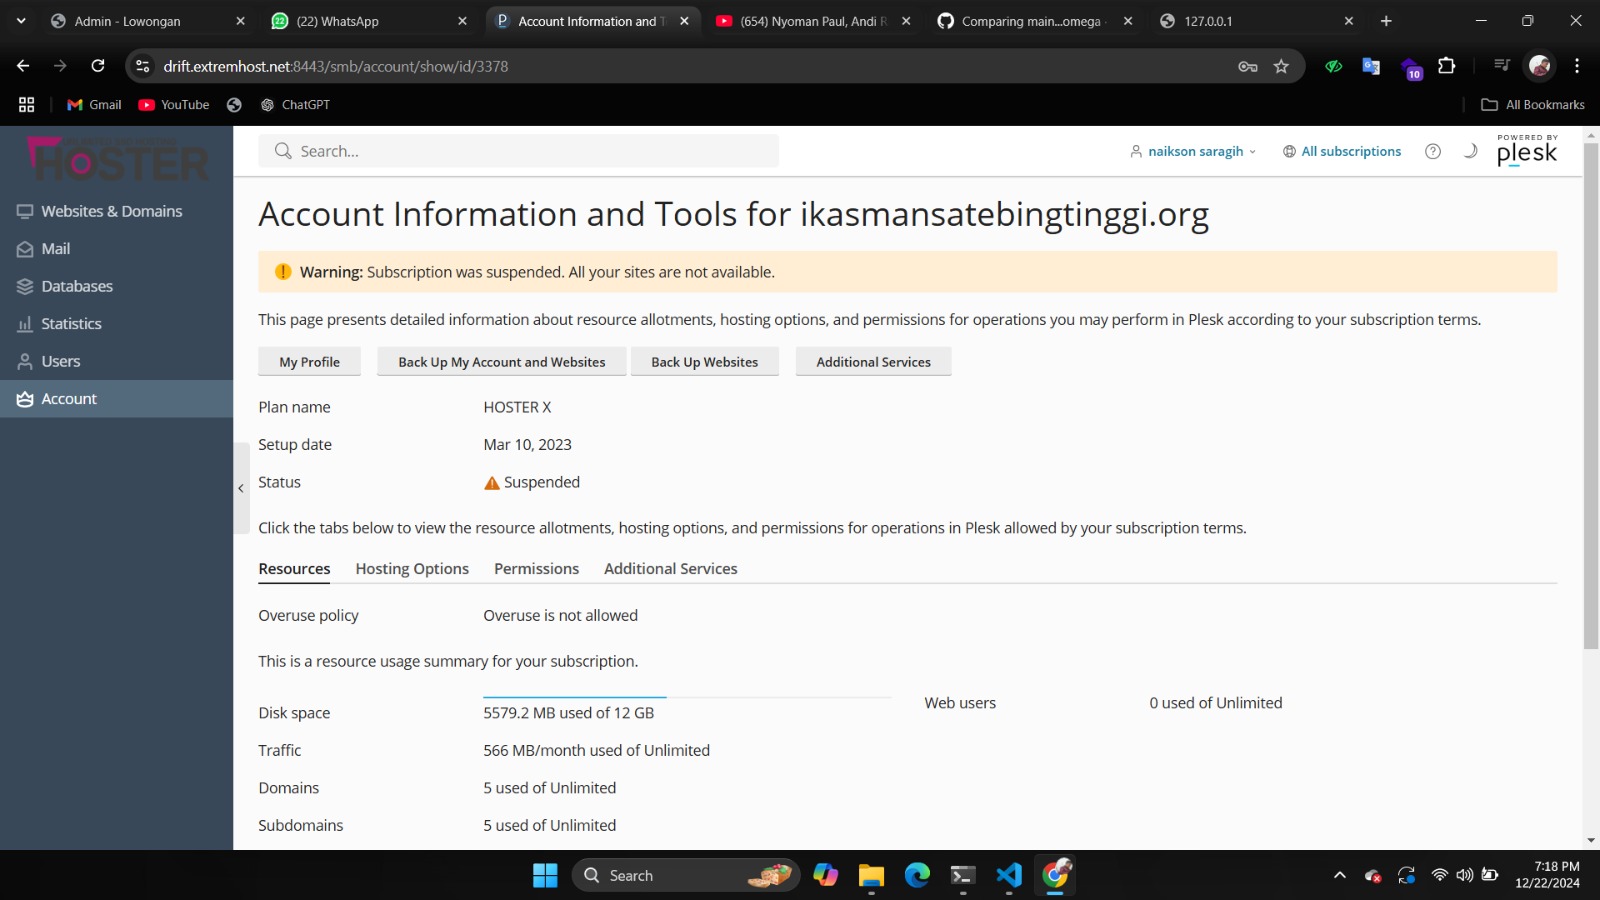 Admin - Lowongan
(22) WhatsApp
Account Information and T
(654) Nyoman Paul, Andi R
Comparing main...omega
127.0.0.1
drift.extremhost.net:8443/smb/account/show/id/3378
10
Gmail
YouTube
ChatGPT
All Bookmarks
HOSTER
Search...
naikson saragih
All subscriptions
POWERED BY
plesk
Websites & Domains
Mail
Databases
Statistics
Users
Account
Account Information and Tools for ikasmansatebingtinggi.org
Warning: Subscription was suspended. All your sites are not available.
This page presents detailed information about resource allotments, hosting options, and permissions for operations you may perform in Plesk according to your subscription terms.
My Profile
Back Up My Account and Websites
Back Up Websites
Additional Services
Plan name HOSTER X
Setup date Mar 10, 2023
Status Suspended
Click the tabs below to view the resource allotments, hosting options, and permissions for operations in Plesk allowed by your subscription terms.
Resources
Hosting Options
Permissions
Additional Services
Overuse policy Overuse is not allowed
This is a resource usage summary for your subscription.
Disk space 5579.2 MB used of 12 GB
Web users 0 used of Unlimited
Traffic 566 MB/month used of Unlimited
Domains 5 used of Unlimited
Subdomains 5 used of Unlimited
Search
7:18 PM
12/22/2024